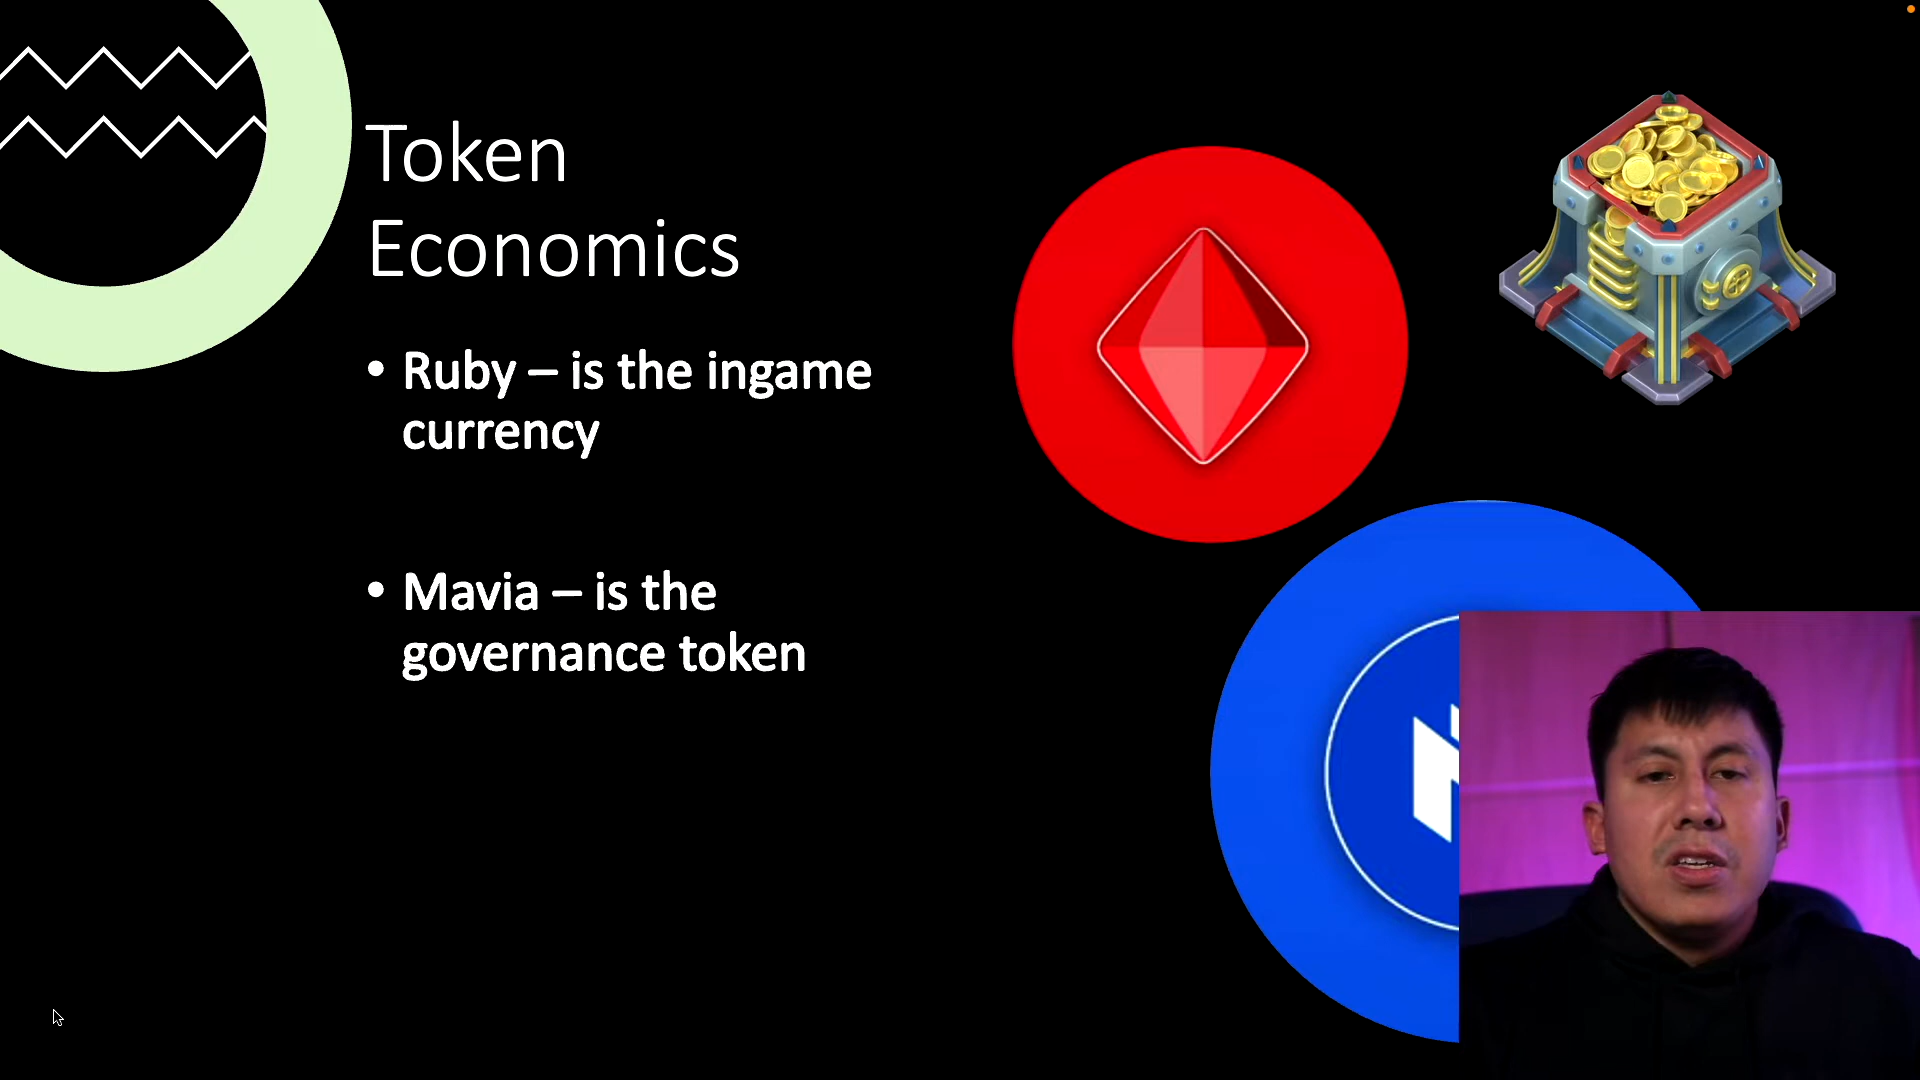 Token
Economics
• Ruby – is the ingame
currency
• Mavia – is the
governance token